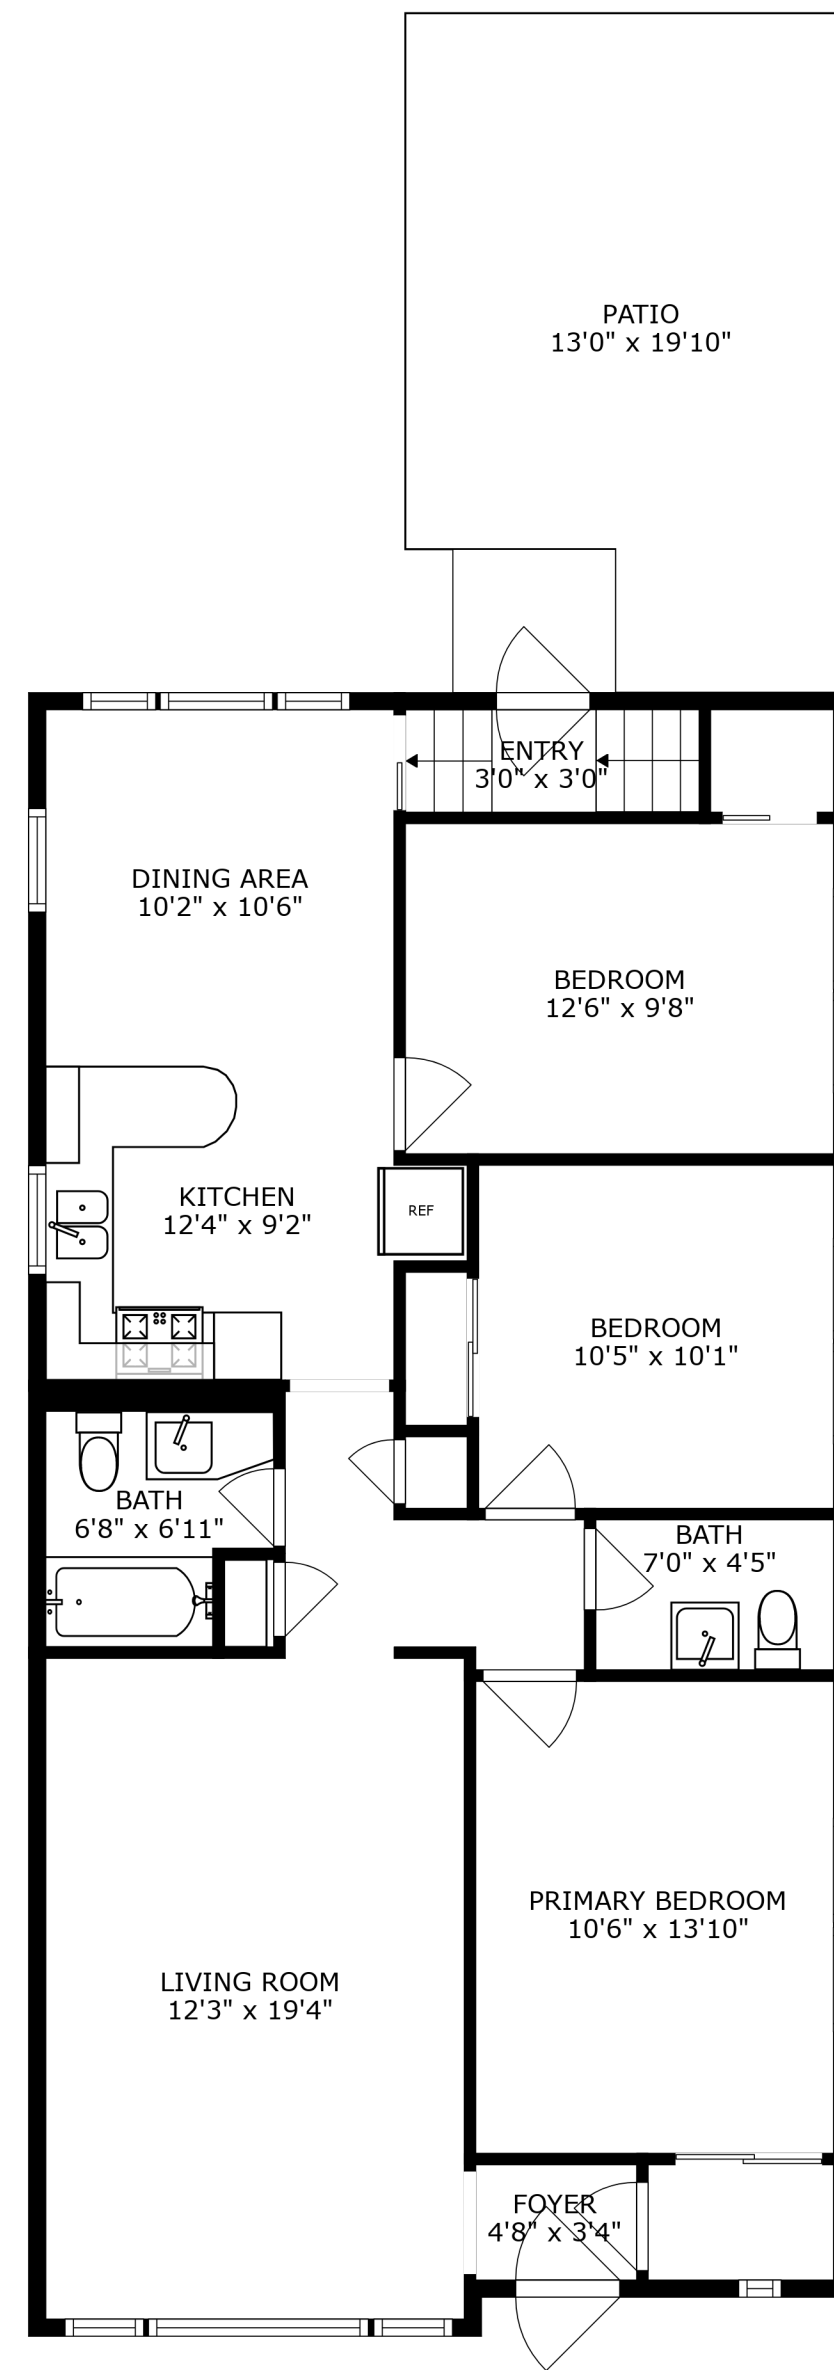 PATIO
13'0" x 19'10"
ENTRY
3'0" x 3'0"
DINING AREA
10'2" x 10'6"
BEDROOM
12'6" x 9'8"
KITCHEN
12'4" x 9'2"
REF
BEDROOM
10'5" x 10'1"
BATH
6'8" x 6'11"
BATH
7'0" x 4'5"
PRIMARY BEDROOM
10'6" x 13'10"
LIVING ROOM
12'3" x 19'4"
FOYER
4'8" x 3'4"